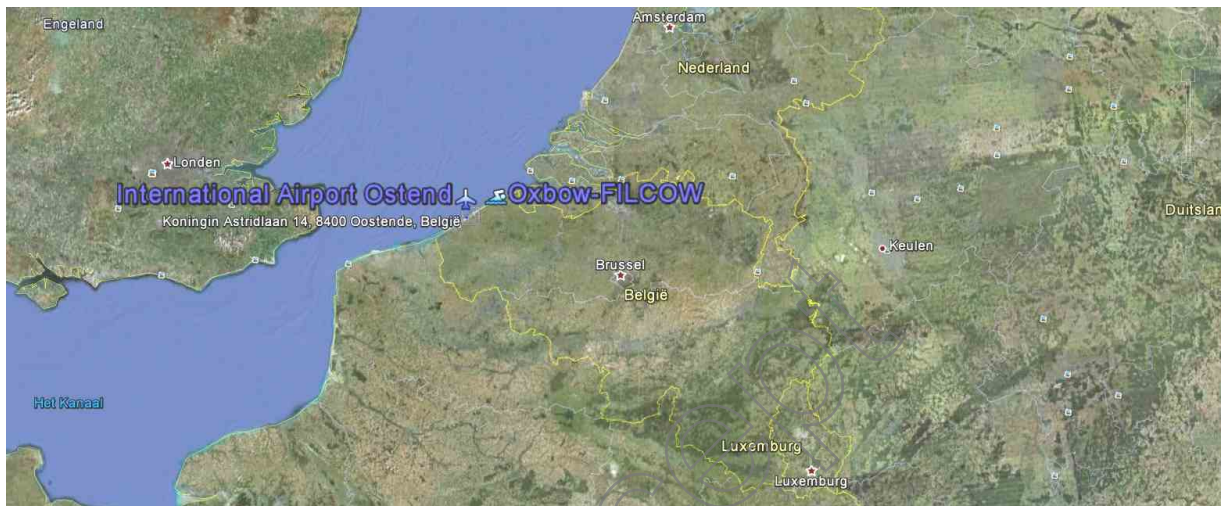 Engeland
Amsterdam
Nederland
Londen
International Airport Ostend
Oxbow-FILCOW
Koningin Astridlaan 14, 8400 Oostende, België
Duitslan
Keulen
Brussel
België
Het Kanaal
Luxemburg
Luxemburg